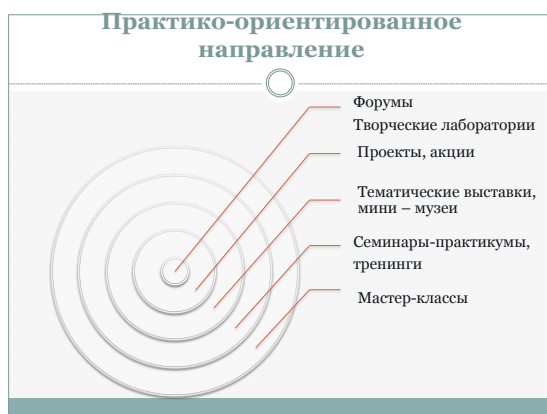 Практико-ориентированное
направление
Форумы
Творческие лаборатории
Проекты, акции
Тематические выставки,
мини – музеи
Семинары-практикумы,
тренинги
Мастер-классы